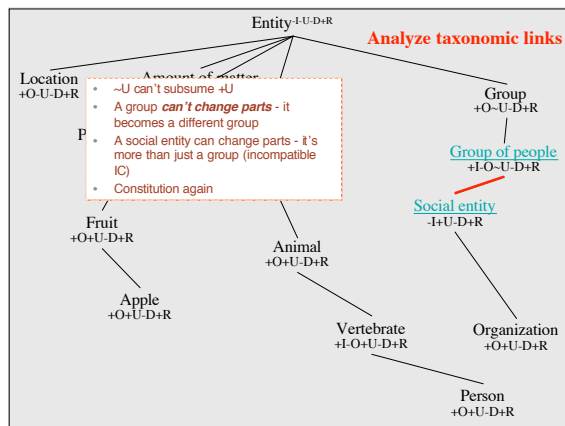 Entity-I-U-D+R
Analyze taxonomic links
Location
+O-U-D+R
Amount of matter
Group
+O~U-D+R
• ~U can't subsume +U
• A group can't change parts - it
becomes a different group
• A social entity can change parts - it's
more than just a group (incompatible
IC)
• Constitution again
P
Group of people
+I-O~U-D+R
Social entity
-I+U-D+R
Fruit
+O+U-D+R
Animal
+O+U-D+R
Apple
+O+U-D+R
Vertebrate
+I-O+U-D+R
Organization
+O+U-D+R
Person
+O+U-D+R